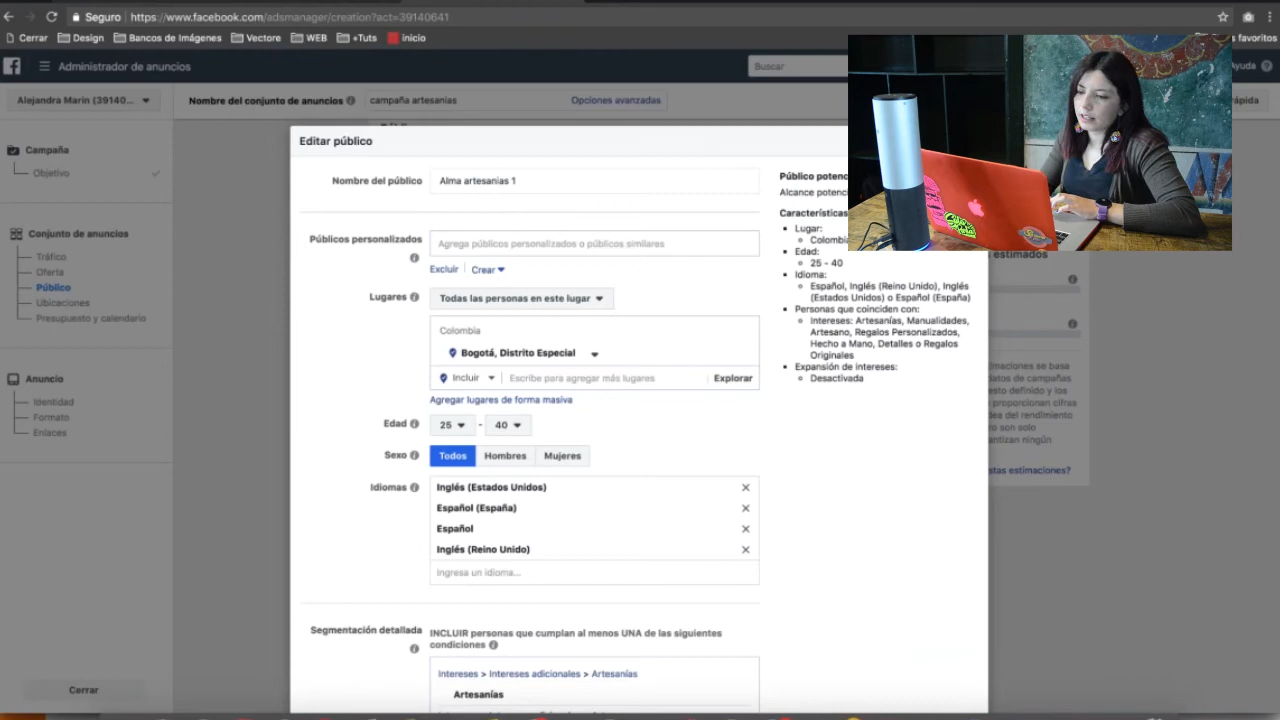 Seguro https://www.facebook.com/adsmanager/creation?act=39140641
Cerrar Design Bancos de Imágenes Vectore WEB +Tuts inicio s favoritos
Administrador de anuncios Buscar Ayuda
Alejandra Marin (39140... Nombre del conjunto de anuncios campaña artesanias Opciones avanzadas rápida
Campaña
Objetivo
Conjunto de anuncios
Tráfico
Oferta
Público
Ubicaciones
Presupuesto y calendario
Anuncio
Identidad
Formato
Enlaces
Cerrar
Editar público
Nombre del público Alma artesanias 1
Públicos personalizados Agrega públicos personalizados o públicos similares
Excluir Crear
Lugares Todas las personas en este lugar
Colombia
Bogotá, Distrito Especial
Incluir Escribe para agregar más lugares Explorar
Agregar lugares de forma masiva
Edad 25 - 40
Sexo Todos Hombres Mujeres
Idiomas Inglés (Estados Unidos)
Español (España)
Español
Inglés (Reino Unido)
Ingresa un idioma...
Segmentación detallada INCLUIR personas que cumplan al menos UNA de las siguientes
condiciones
Intereses > Intereses adicionales > Artesanías
Artesanías
Público potenc
Alcance potenci
Características
Lugar:
Colombi
Edad:
25 - 40
Idioma:
Español, Inglés (Reino Unido), Inglés
(Estados Unidos) o Español (España)
Personas que coinciden con:
Intereses: Artesanías, Manualidades,
Artesano, Regalos Personalizados,
Hecho a Mano, Detalles o Regalos
Originales
Expansión de intereses:
Desactivada
s estimados
imaciones se basa
datos de campañas
esto definido y los
proporcionan cifras
dea del rendimiento
ro son solo
antizan ningún
stas estimaciones?